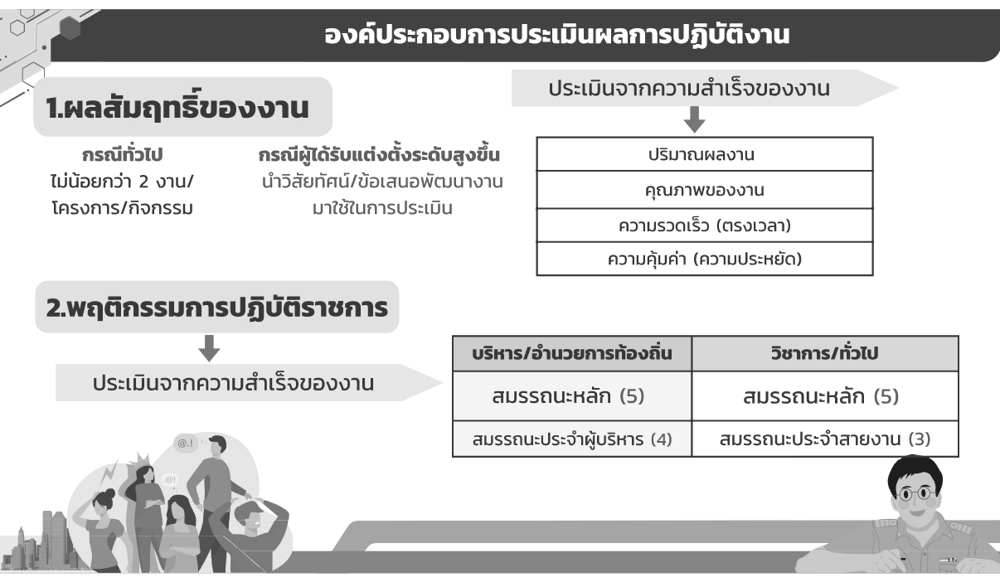 องค์ประกอบการประเมินผลการปฏิบัติงาน
1.ผลสัมฤทธิ์ของงาน
กรณีทั่วไป
ไม่น้อยกว่า 2 งาน/
โครงการ/กิจกรรม
กรณีผู้ได้รับแต่งตั้งระดับสูงขึ้น
นำวิสัยทัศน์/ข้อเสนอพัฒนางาน
มาใช้ในการประเมิน
ประเมินจากความสำเร็จของงาน
ปริมาณผลงาน
คุณภาพของงาน
ความรวดเร็ว (ตรงเวลา)
ความคุ้มค่า (ความประหยัด)
2.พฤติกรรมการปฏิบัติราชการ
ประเมินจากความสำเร็จของงาน
บริหาร/อำนวยการท้องถิ่น วิชาการ/ทั่วไป
สมรรถนะหลัก (5) สมรรถนะหลัก (5)
สมรรถนะประจำผู้บริหาร (4) สมรรถนะประจำสายงาน (3)
@.!
.@!